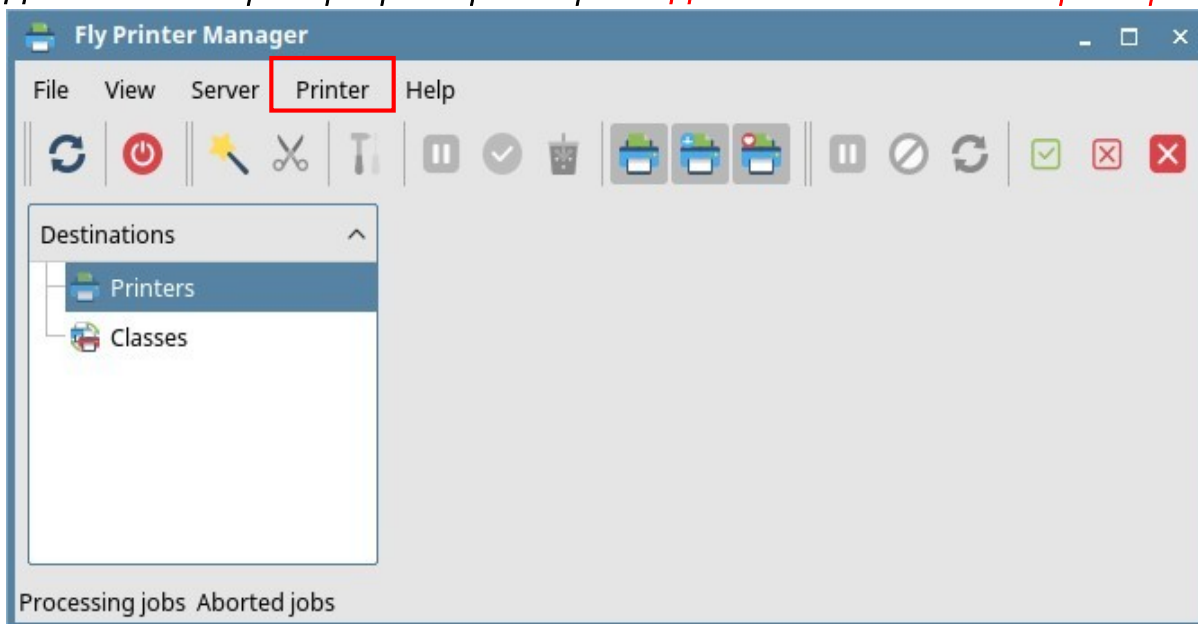 Fly Printer Manager
File View Server Printer Help
Destinations
Printers
Classes
Processing jobs Aborted jobs